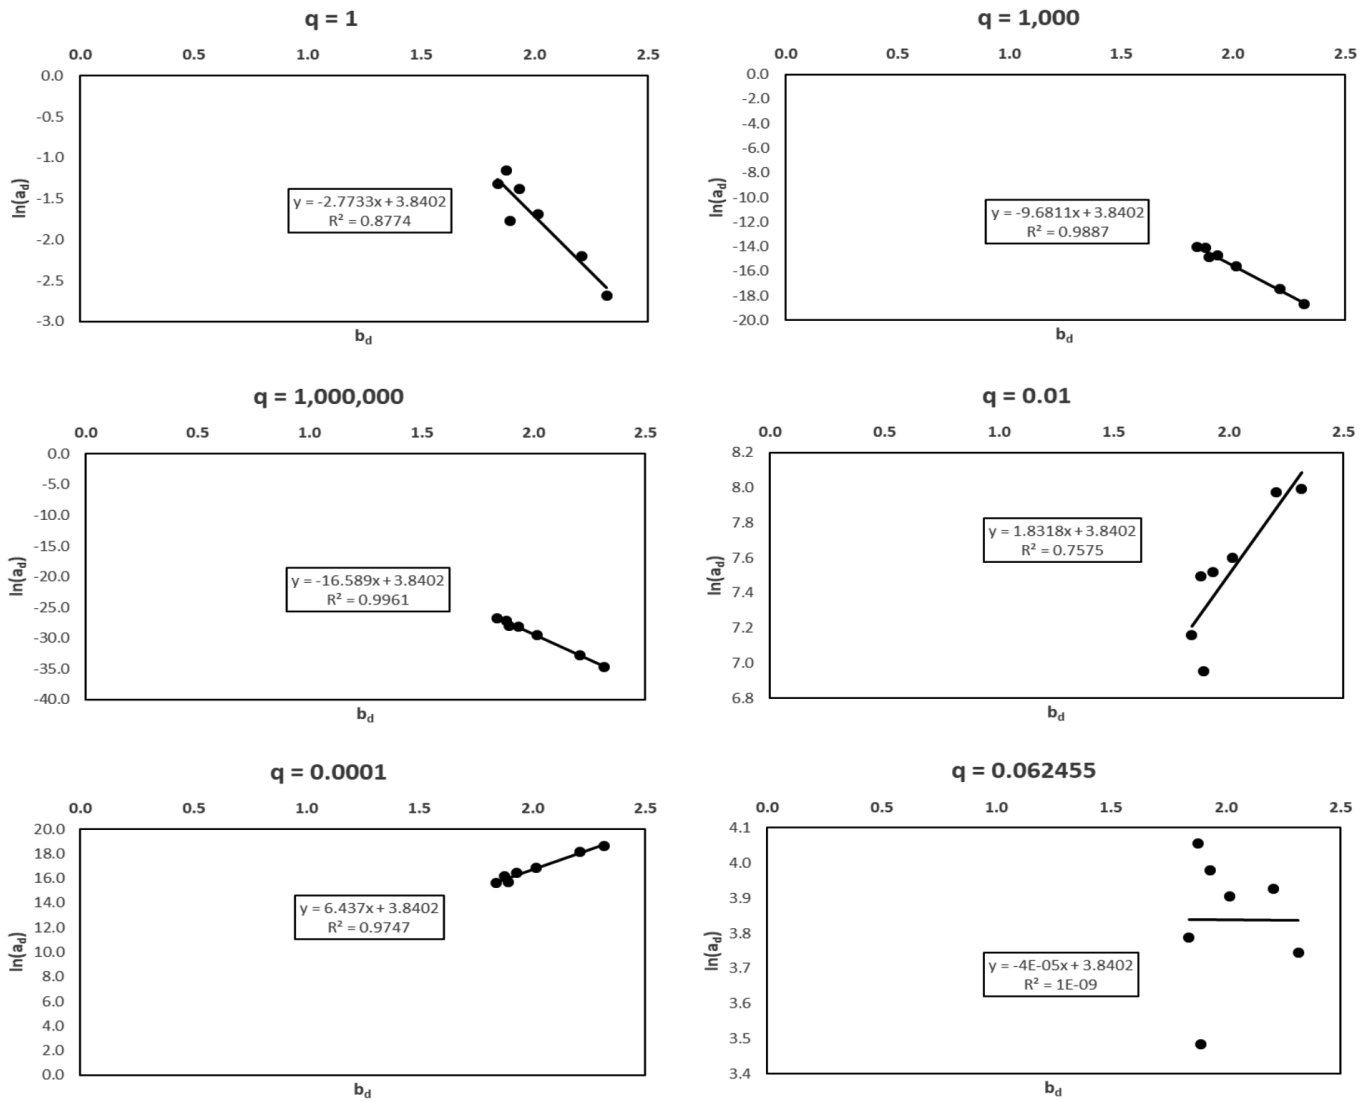 q = 1
0.0 0.5 1.0 1.5 2.0 2.5
0.0
-0.5
-1.0
-1.5
-2.0
-2.5
-3.0
ln(a_d)
y = -2.7733x + 3.8402
R² = 0.8774
b_d
q = 1,000
0.0 0.5 1.0 1.5 2.0 2.5
0.0
-2.0
-4.0
-6.0
-8.0
-10.0
-12.0
-14.0
-16.0
-18.0
-20.0
ln(a_d)
y = -9.6811x + 3.8402
R² = 0.9887
b_d
q = 1,000,000
0.0 0.5 1.0 1.5 2.0 2.5
0.0
-5.0
-10.0
-15.0
-20.0
-25.0
-30.0
-35.0
-40.0
ln(a_d)
y = -16.589x + 3.8402
R² = 0.9961
b_d
q = 0.01
0.0 0.5 1.0 1.5 2.0 2.5
8.2
8.0
7.8
7.6
7.4
7.2
7.0
6.8
ln(a_d)
y = 1.8318x + 3.8402
R² = 0.7575
b_d
q = 0.0001
0.0 0.5 1.0 1.5 2.0 2.5
20.0
18.0
16.0
14.0
12.0
10.0
8.0
6.0
4.0
2.0
0.0
ln(a_d)
y = 6.437x + 3.8402
R² = 0.9747
b_d
q = 0.062455
0.0 0.5 1.0 1.5 2.0 2.5
4.1
4.0
3.9
3.8
3.7
3.6
3.5
3.4
ln(a_d)
y = -4E-05x + 3.8402
R² = 1E-09
b_d